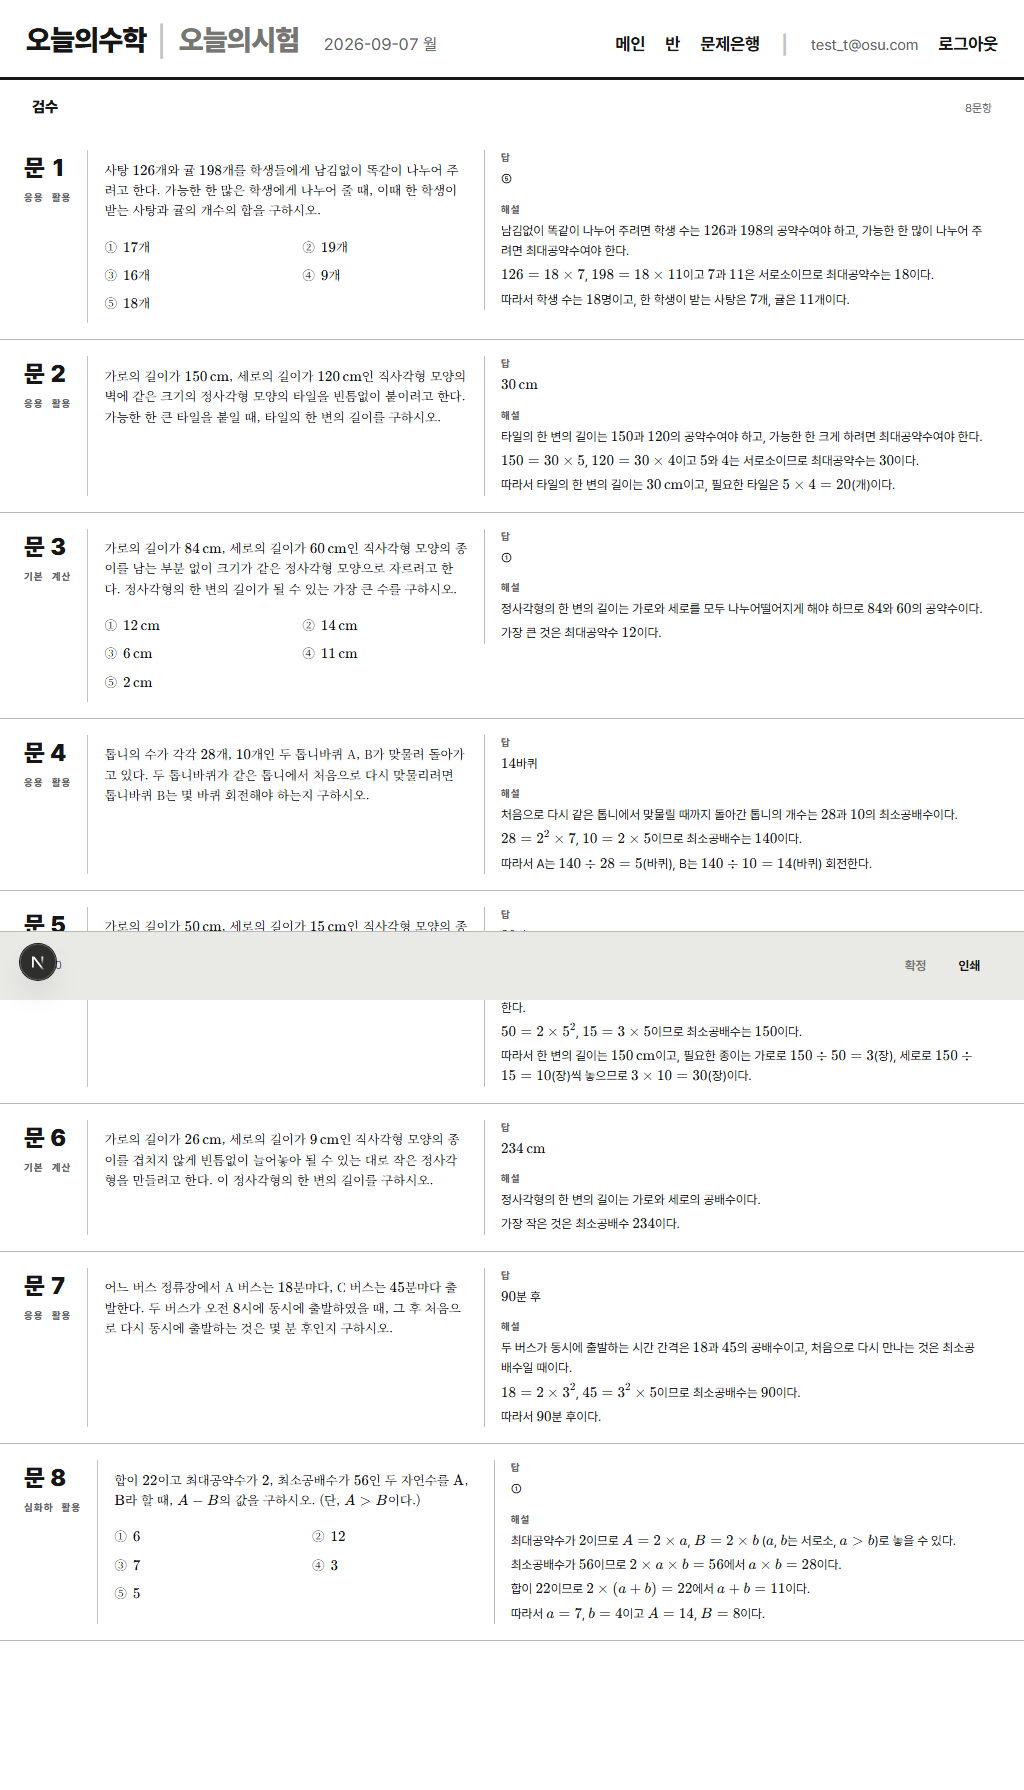 오늘의수학 | 오늘의시험 2026-09-07 월 메인 반 문제은행 | test_t@osu.com 로그아웃
검수 8문항
문 1
응용 활용
사탕 126개와 귤 198개를 학생들에게 남김없이 똑같이 나누어 주
려고 한다. 가능한 한 많은 학생에게 나누어 줄 때, 이때 한 학생이
받는 사탕과 귤의 개수의 합을 구하시오.
① 17개 ② 19개
③ 16개 ④ 9개
⑤ 18개
답
⑤
해설
남김없이 똑같이 나누어 주려면 학생 수는 126과 198의 공약수여야 하고, 가능한 한 많이 나누어 주
려면 최대공약수여야 한다.
126 = 18 × 7, 198 = 18 × 11이고 7과 11은 서로소이므로 최대공약수는 18이다.
따라서 학생 수는 18명이고, 한 학생이 받는 사탕은 7개, 귤은 11개이다.
문 2
응용 활용
가로의 길이가 150 cm, 세로의 길이가 120 cm인 직사각형 모양의
벽에 같은 크기의 정사각형 모양의 타일을 빈틈없이 붙이려고 한다.
가능한 한 큰 타일을 붙일 때, 타일의 한 변의 길이를 구하시오.
답
30 cm
해설
타일의 한 변의 길이는 150과 120의 공약수여야 하고, 가능한 한 크게 하려면 최대공약수여야 한다.
150 = 30 × 5, 120 = 30 × 4이고 5와 4는 서로소이므로 최대공약수는 30이다.
따라서 타일의 한 변의 길이는 30 cm이고, 필요한 타일은 5 × 4 = 20(개)이다.
문 3
기본 계산
가로의 길이가 84 cm, 세로의 길이가 60 cm인 직사각형 모양의 종
이를 남는 부분 없이 크기가 같은 정사각형 모양으로 자르려고 한
다. 정사각형의 한 변의 길이가 될 수 있는 가장 큰 수를 구하시오.
① 12 cm ② 14 cm
③ 6 cm ④ 11 cm
⑤ 2 cm
답
①
해설
정사각형의 한 변의 길이는 가로와 세로를 모두 나누어떨어지게 해야 하므로 84와 60의 공약수이다.
가장 큰 것은 최대공약수 12이다.
문 4
응용 활용
톱니의 수가 각각 28개, 10개인 두 톱니바퀴 A, B가 맞물려 돌아가
고 있다. 두 톱니바퀴가 같은 톱니에서 처음으로 다시 맞물리려면
톱니바퀴 B는 몇 바퀴 회전해야 하는지 구하시오.
답
14바퀴
해설
처음으로 다시 같은 톱니에서 맞물릴 때까지 돌아간 톱니의 개수는 28과 10의 최소공배수이다.
28 = 2² × 7, 10 = 2 × 5이므로 최소공배수는 140이다.
따라서 A는 140 ÷ 28 = 5(바퀴), B는 140 ÷ 10 = 14(바퀴) 회전한다.
문 5
가로의 길이가 50 cm, 세로의 길이가 15 cm인 직사각형 모양의 종
답
N 확정 인쇄
한다.
50 = 2 × 5², 15 = 3 × 5이므로 최소공배수는 150이다.
따라서 한 변의 길이는 150 cm이고, 필요한 종이는 가로로 150 ÷ 50 = 3(장), 세로로 150 ÷
15 = 10(장)씩 놓으므로 3 × 10 = 30(장)이다.
문 6
기본 계산
가로의 길이가 26 cm, 세로의 길이가 9 cm인 직사각형 모양의 종
이를 겹치지 않게 빈틈없이 늘어놓아 될 수 있는 대로 작은 정사각
형을 만들려고 한다. 이 정사각형의 한 변의 길이를 구하시오.
답
234 cm
해설
정사각형의 한 변의 길이는 가로와 세로의 공배수이다.
가장 작은 것은 최소공배수 234이다.
문 7
응용 활용
어느 버스 정류장에서 A 버스는 18분마다, C 버스는 45분마다 출
발한다. 두 버스가 오전 8시에 동시에 출발하였을 때, 그 후 처음으
로 다시 동시에 출발하는 것은 몇 분 후인지 구하시오.
답
90분 후
해설
두 버스가 동시에 출발하는 시간 간격은 18과 45의 공배수이고, 처음으로 다시 만나는 것은 최소공
배수일 때이다.
18 = 2 × 3², 45 = 3² × 5이므로 최소공배수는 90이다.
따라서 90분 후이다.
문 8
심화하 활용
합이 22이고 최대공약수가 2, 최소공배수가 56인 두 자연수를 A,
B라 할 때, A − B의 값을 구하시오. (단, A > B이다.)
① 6 ② 12
③ 7 ④ 3
⑤ 5
답
①
해설
최대공약수가 2이므로 A = 2 × a, B = 2 × b (a, b는 서로소, a > b)로 놓을 수 있다.
최소공배수가 56이므로 2 × a × b = 56에서 a × b = 28이다.
합이 22이므로 2 × (a + b) = 22에서 a + b = 11이다.
따라서 a = 7, b = 4이고 A = 14, B = 8이다.